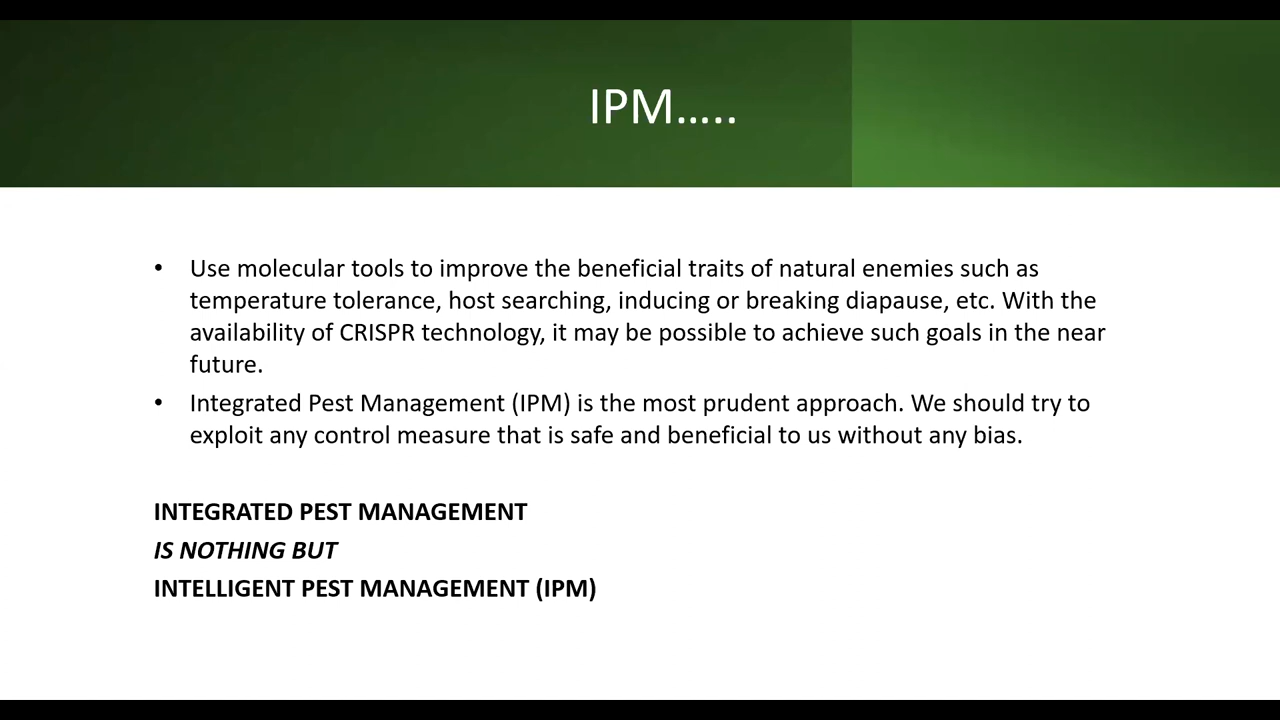 IPM.....
• Use molecular tools to improve the beneficial traits of natural enemies such as
temperature tolerance, host searching, inducing or breaking diapause, etc. With the
availability of CRISPR technology, it may be possible to achieve such goals in the near
future.
• Integrated Pest Management (IPM) is the most prudent approach. We should try to
exploit any control measure that is safe and beneficial to us without any bias.
INTEGRATED PEST MANAGEMENT
IS NOTHING BUT
INTELLIGENT PEST MANAGEMENT (IPM)